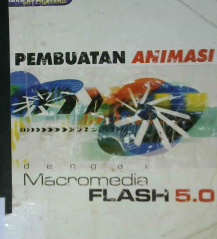 PEMBUATAN ANIMASI
dengan
Macromedia
FLASH 5.0